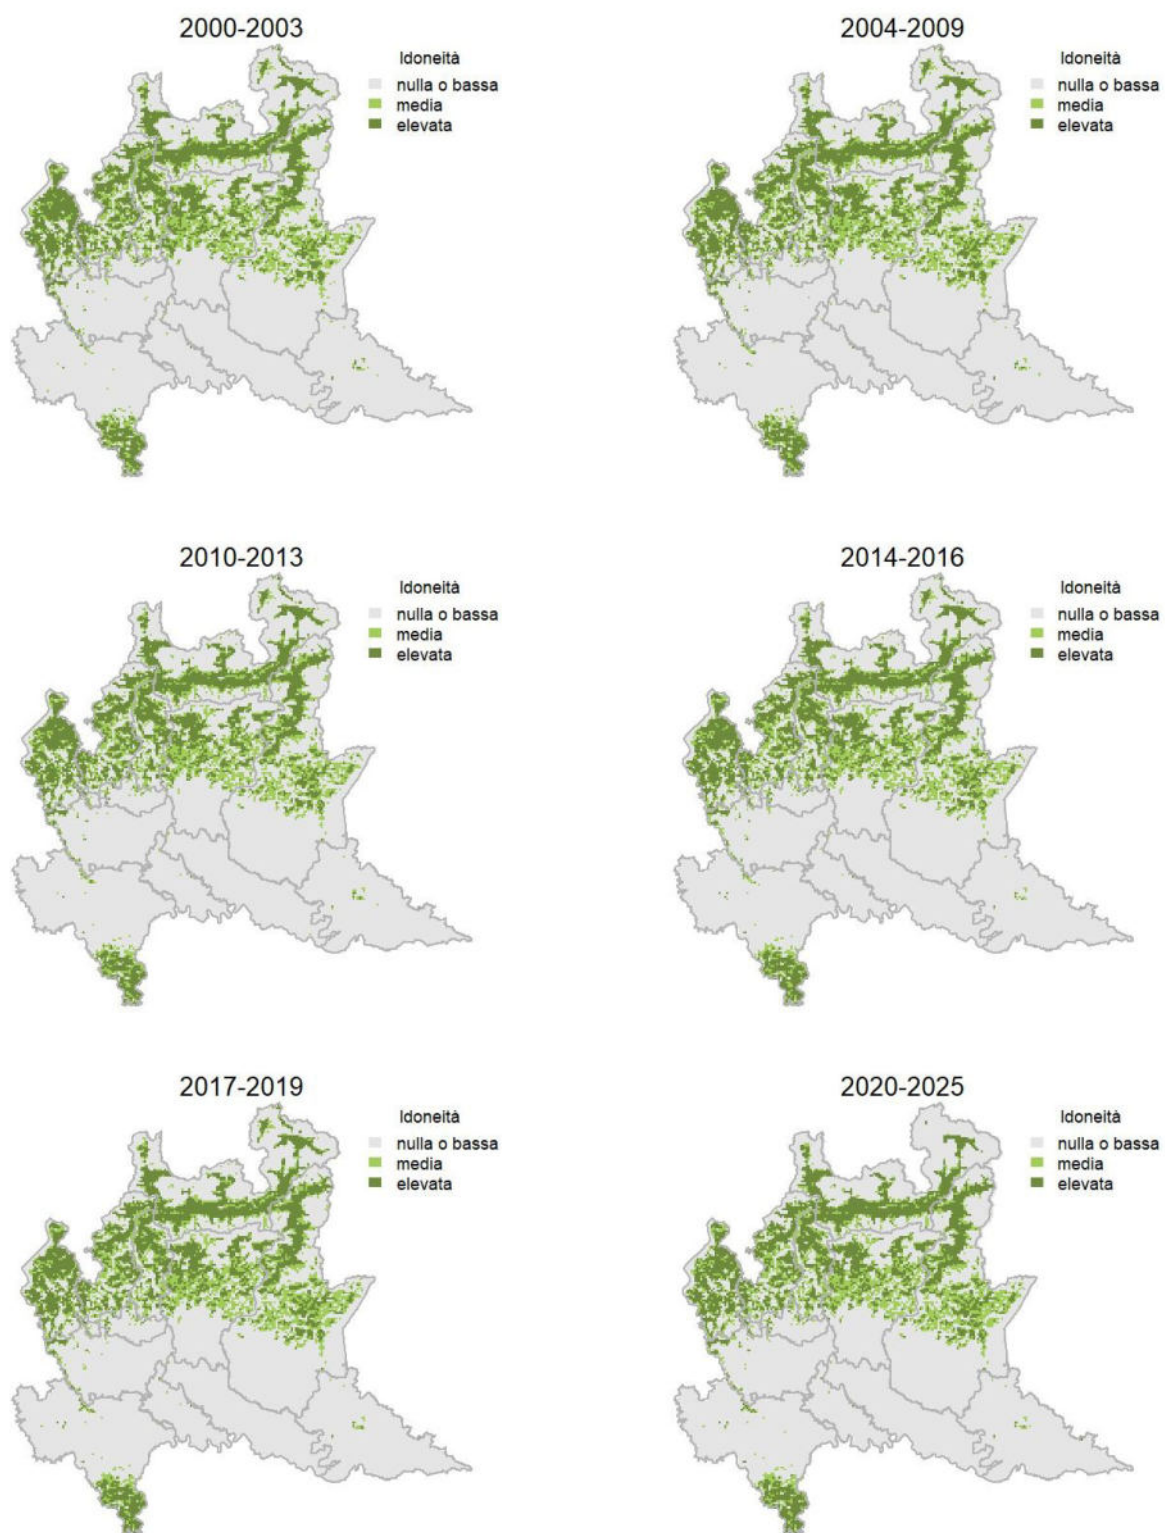 2000-2003
Idoneità
nulla o bassa
media
elevata
2004-2009
Idoneità
nulla o bassa
media
elevata
2010-2013
Idoneità
nulla o bassa
media
elevata
2014-2016
Idoneità
nulla o bassa
media
elevata
2017-2019
Idoneità
nulla o bassa
media
elevata
2020-2025
Idoneità
nulla o bassa
media
elevata